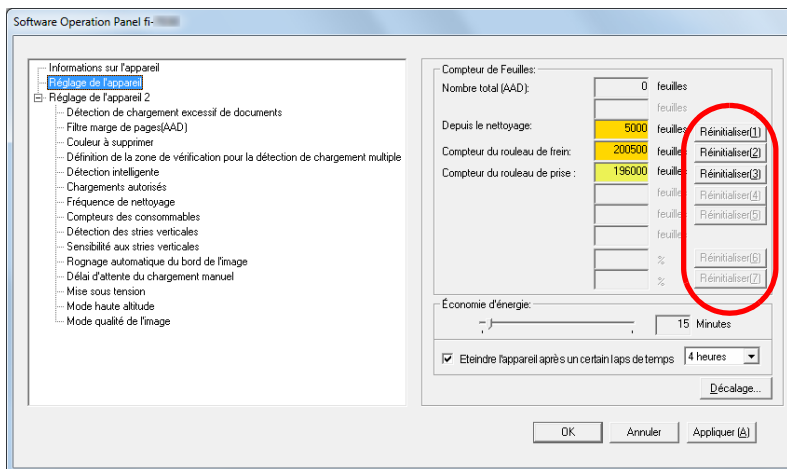 Software Operation Panel fi-
Informations sur l'appareil
Réglage de l'appareil
Réglage de l'appareil 2
Détection de chargement excessif de documents
Filtre marge de pages(AAD)
Couleur à supprimer
Définition de la zone de vérification pour la détection de chargement multiple
Détection intelligente
Chargements autorisés
Fréquence de nettoyage
Compteurs des consommables
Détection des stries verticales
Sensibilité aux stries verticales
Rognage automatique du bord de l'image
Délai d'attente du chargement manuel
Mise sous tension
Mode haute altitude
Mode qualité de l'image
Compteur de Feuilles:
Nombre total (AAD): 0 feuilles
feuilles
Depuis le nettoyage: 5000 feuilles Réinitialiser(1)
Compteur du rouleau de frein: 200500 feuilles Réinitialiser(2)
Compteur du rouleau de prise : 196000 feuilles Réinitialiser(3)
feuilles Réinitialiser(4)
feuilles Réinitialiser(5)
feuilles
% Réinitialiser(6)
% Réinitialiser(7)
Économie d'énergie:
15 Minutes
Eteindre l'appareil après un certain laps de temps 4 heures
Décalage...
OK Annuler Appliquer (A)